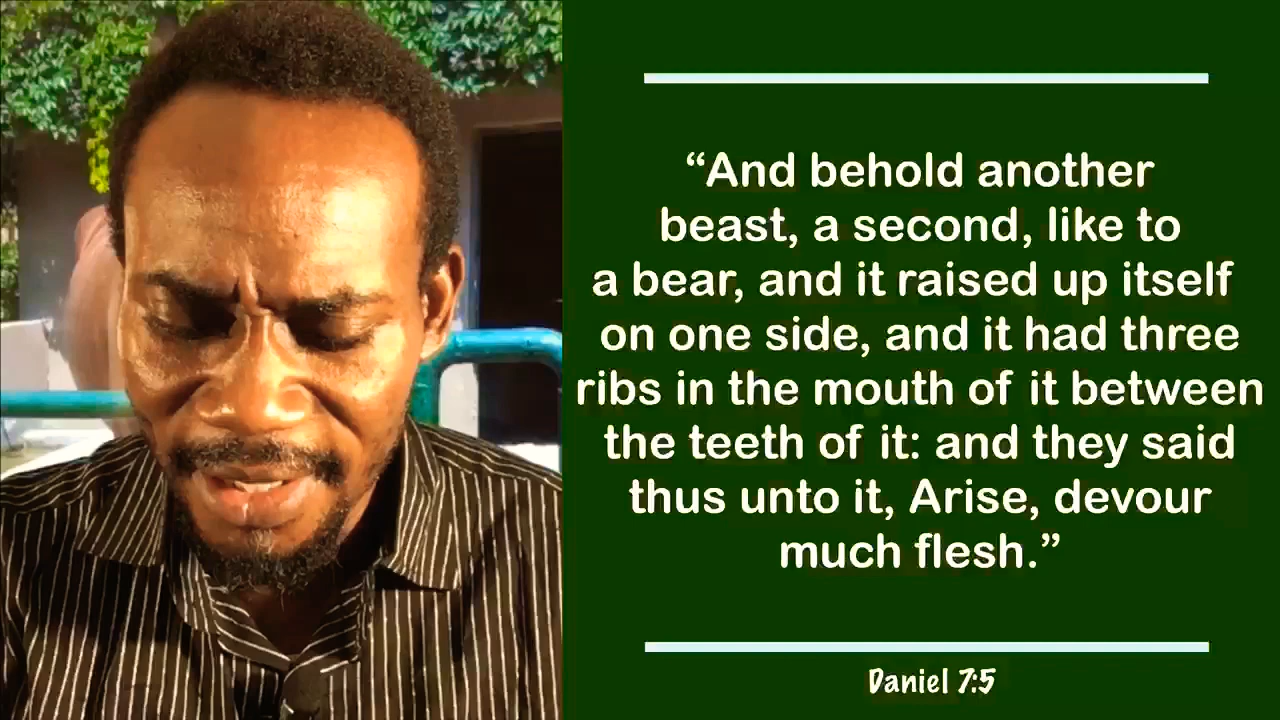 “And behold another
beast, a second, like to
a bear, and it raised up itself
on one side, and it had three
ribs in the mouth of it between
the teeth of it: and they said
thus unto it, Arise, devour
much flesh.”
Daniel 7:5